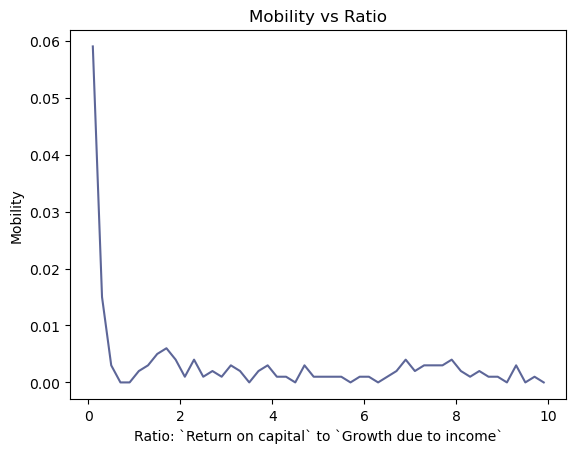 Mobility vs Ratio
0.06
0.05
0.04
0.03
0.02
0.01
0.00
Mobility
0 2 4 6 8 10
Ratio: `Return on capital` to `Growth due to income`